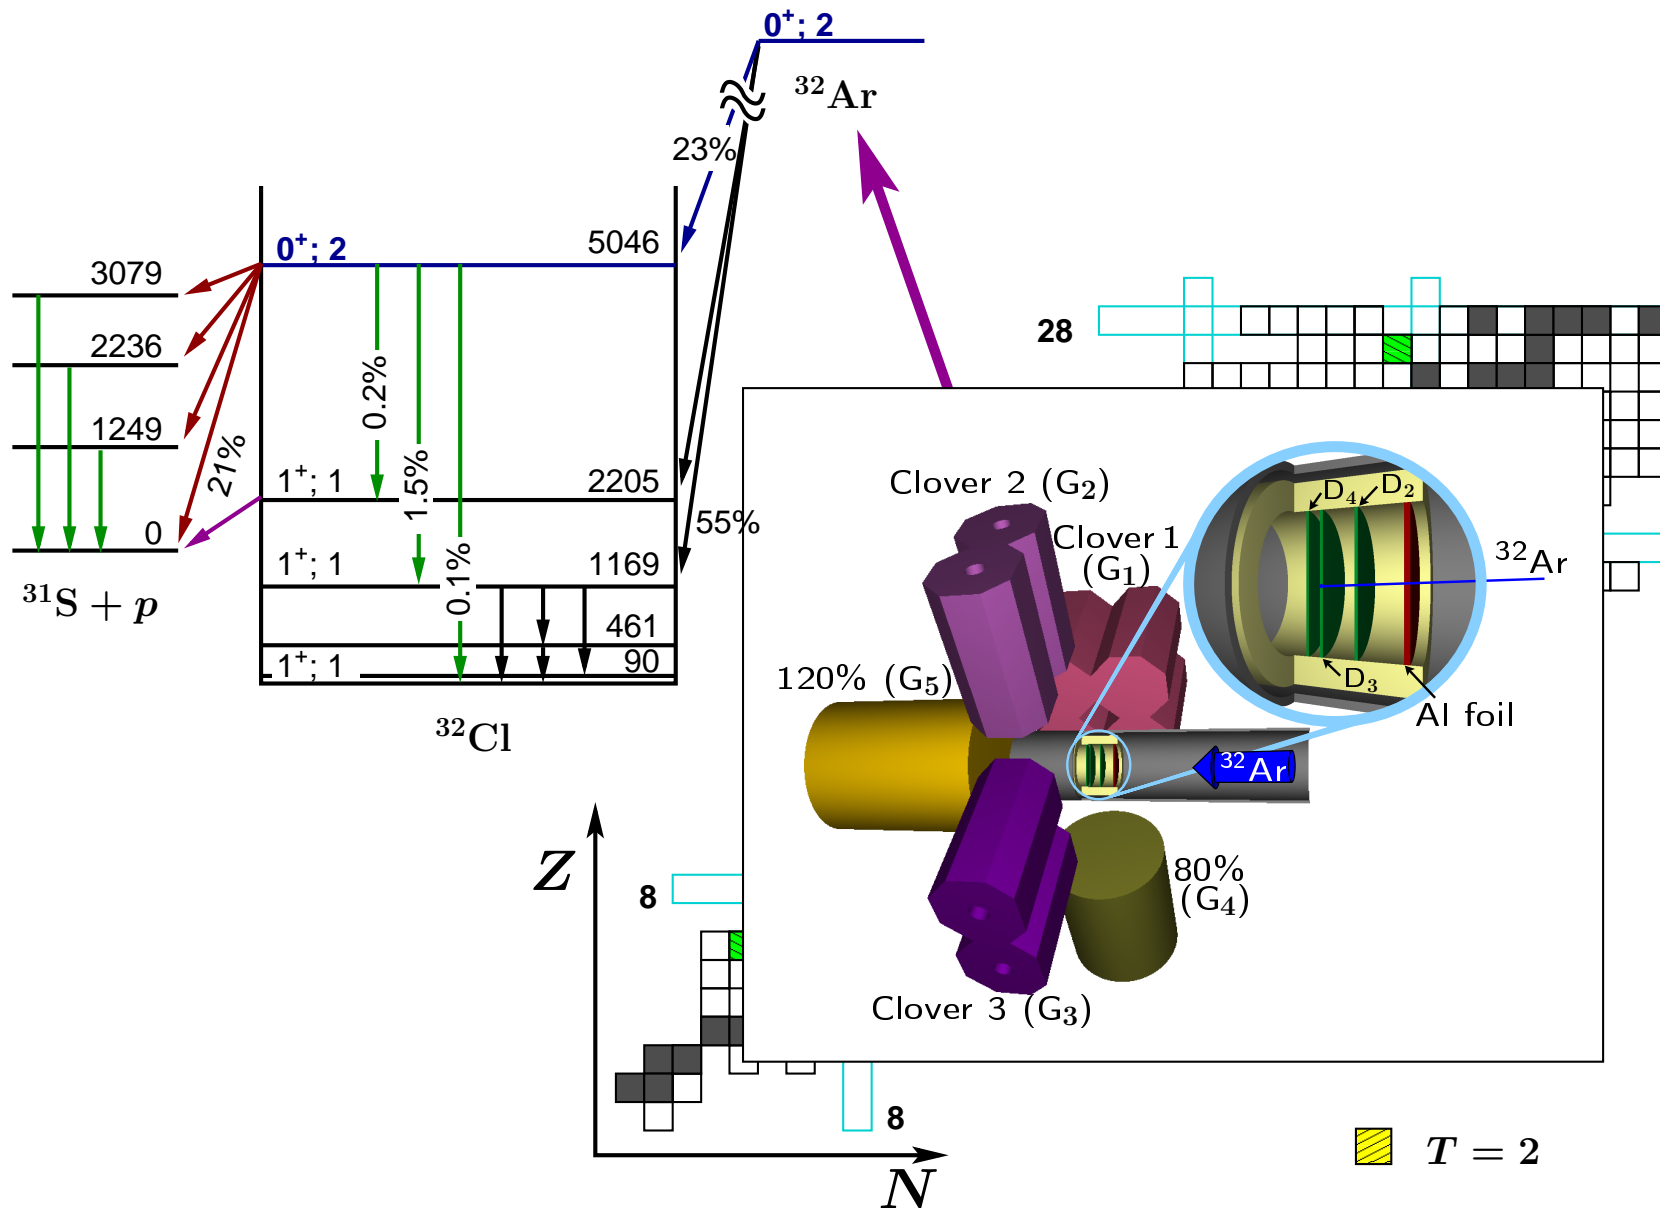 0⁺; 2
³²Ar
23%
0⁺; 2
5046
3079
2236
0.2%
1249
21%
1.5%
1⁺; 1
2205
0
55%
0.1%
1⁺; 1
1169
³¹S + p
461
1⁺; 1
90
³²Cl
28
Clover 2 (G₂)
Clover 1
(G₁)
D₄
D₂
³²Ar
D₃
Al foil
120% (G₅)
³²Ar
80%
(G₄)
Clover 3 (G₃)
Z
8
8
N
T = 2